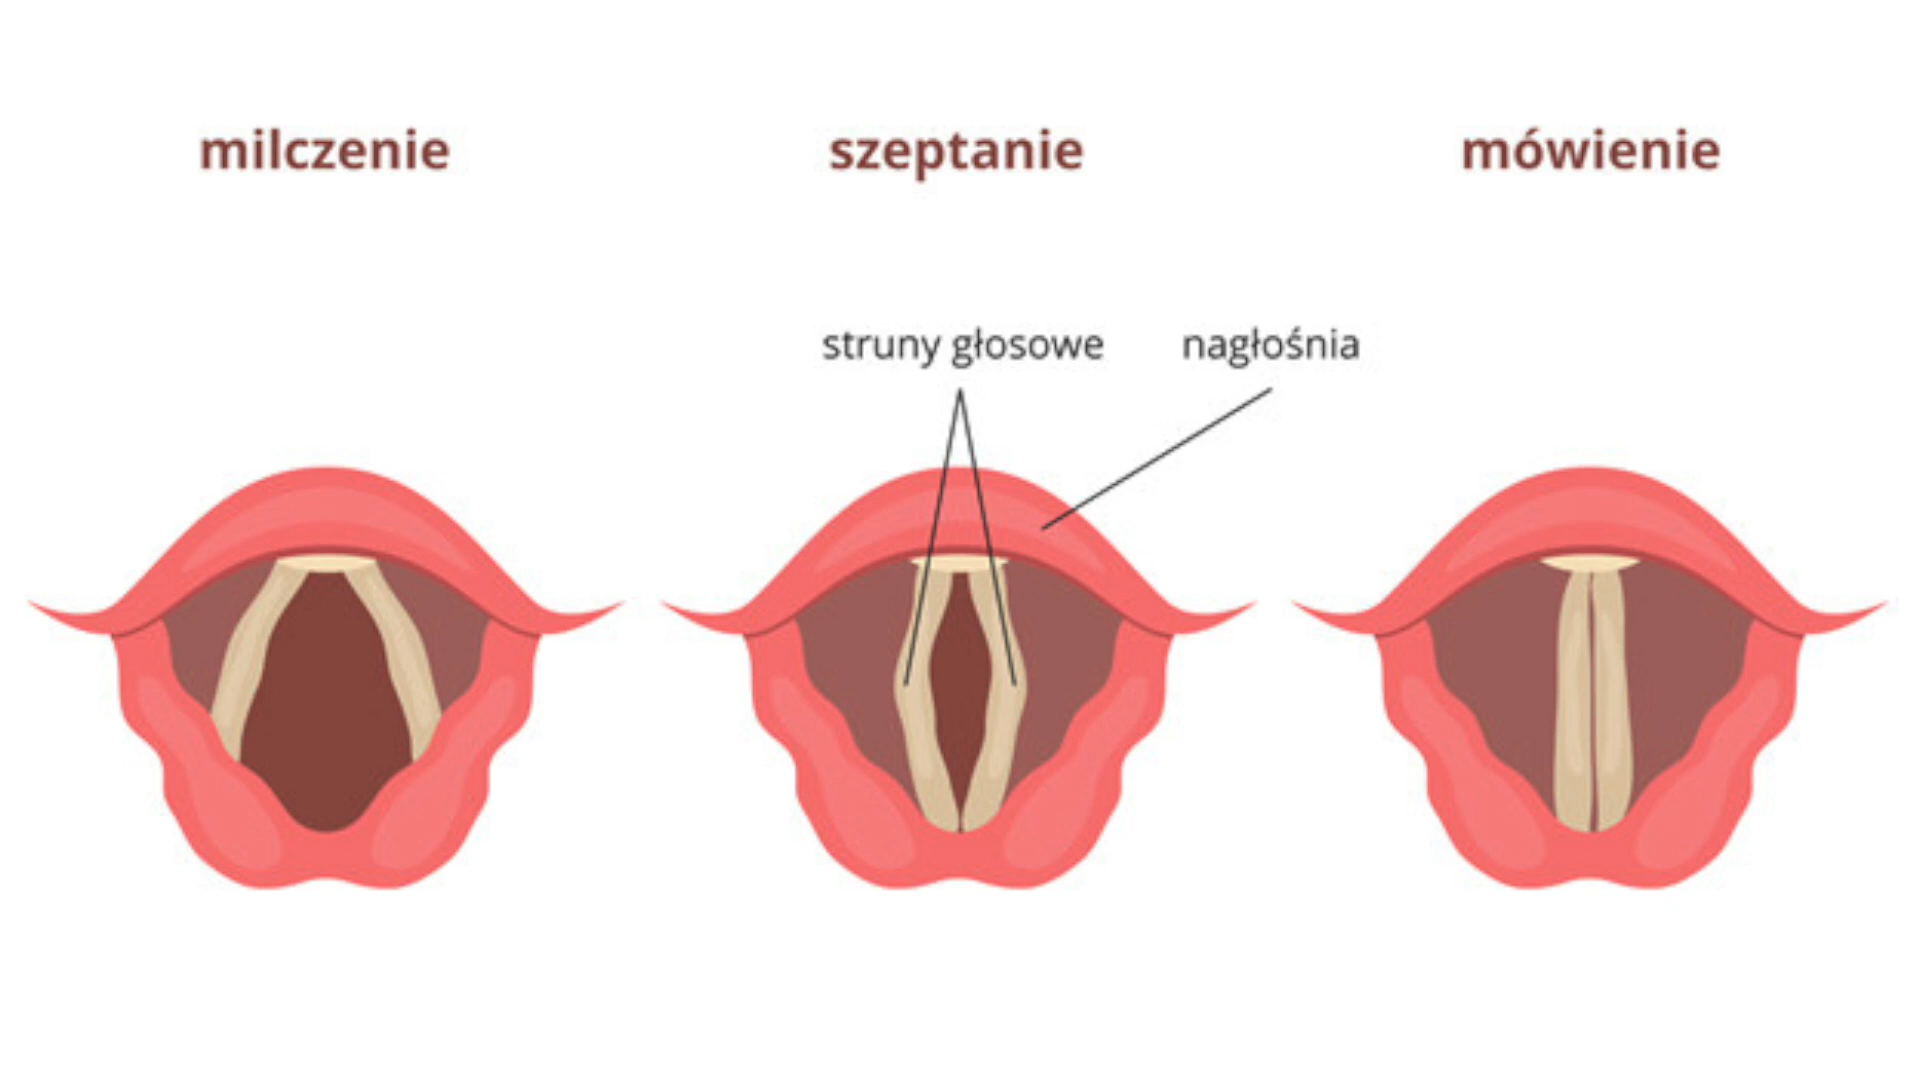 milczenie
szeptanie
mówienie
struny głosowe
nagłośnia